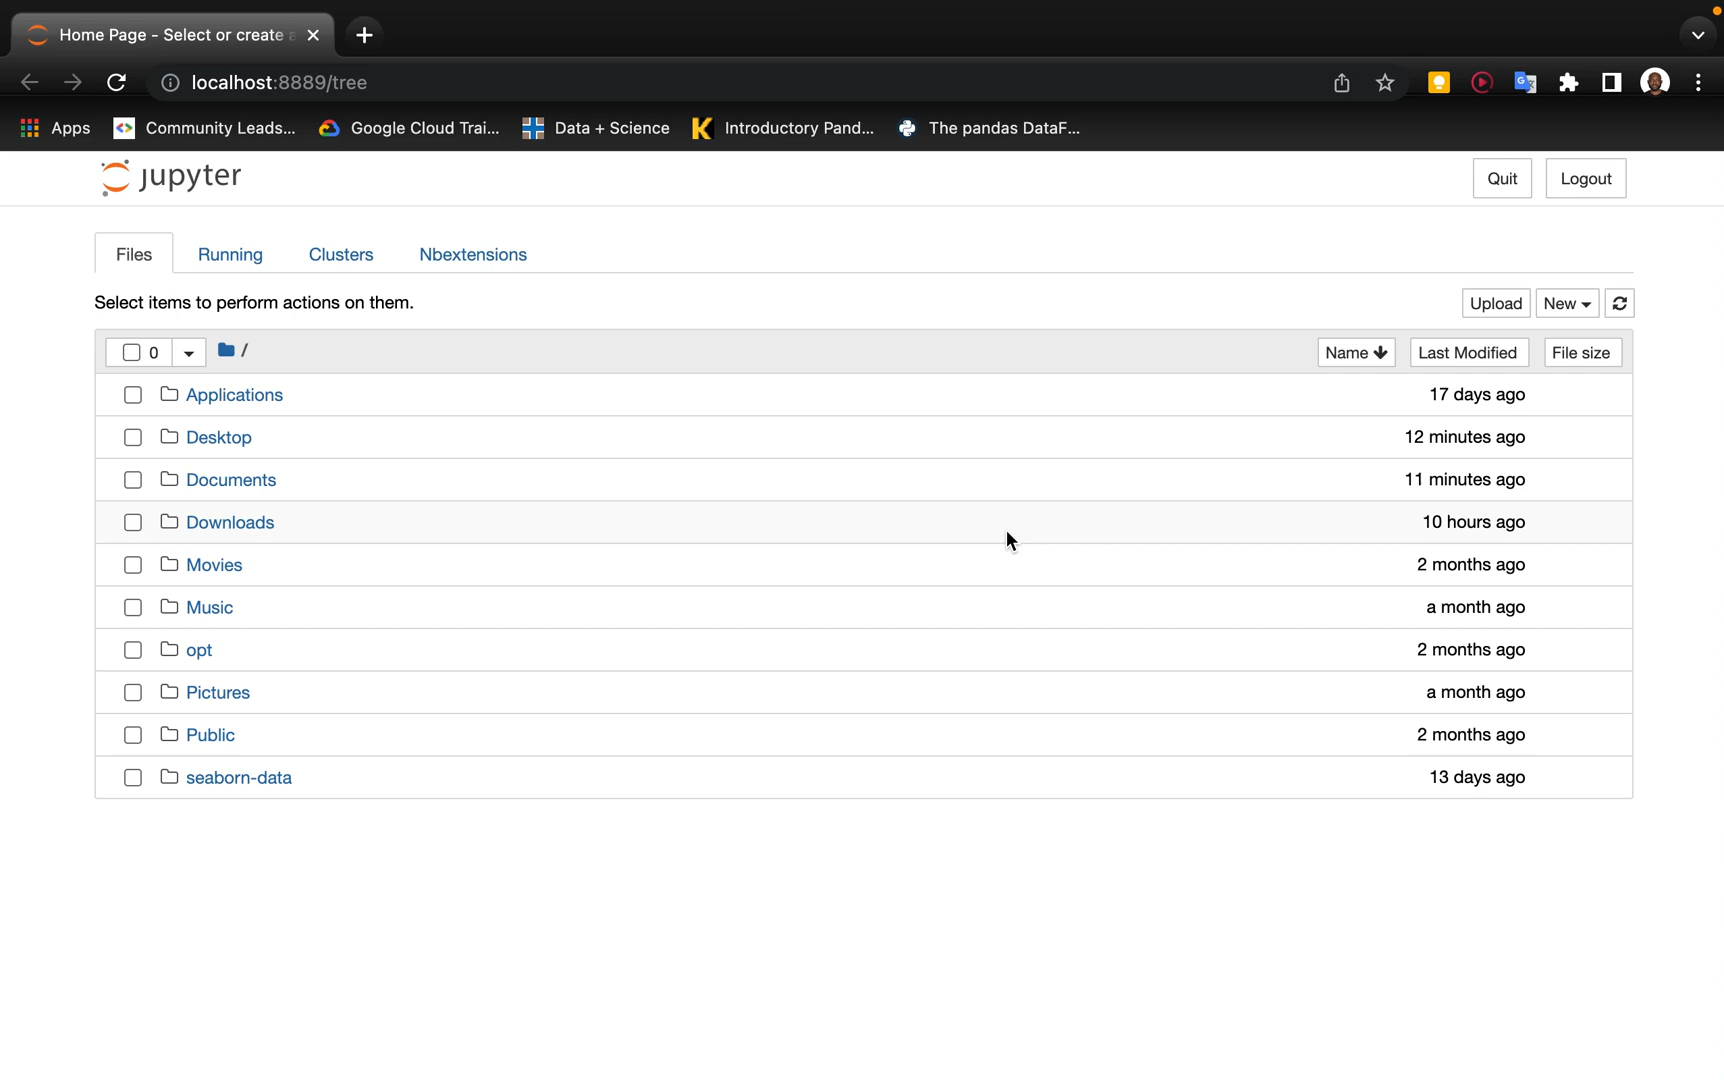 Home Page - Select or create a
localhost:8889/tree
Apps Community Leads... Google Cloud Trai... Data + Science Introductory Pand... The pandas DataF...
jupyter Quit Logout
Files Running Clusters Nbextensions
Select items to perform actions on them. Upload New
0 / Name Last Modified File size
Applications 17 days ago
Desktop 12 minutes ago
Documents 11 minutes ago
Downloads 10 hours ago
Movies 2 months ago
Music a month ago
opt 2 months ago
Pictures a month ago
Public 2 months ago
seaborn-data 13 days ago